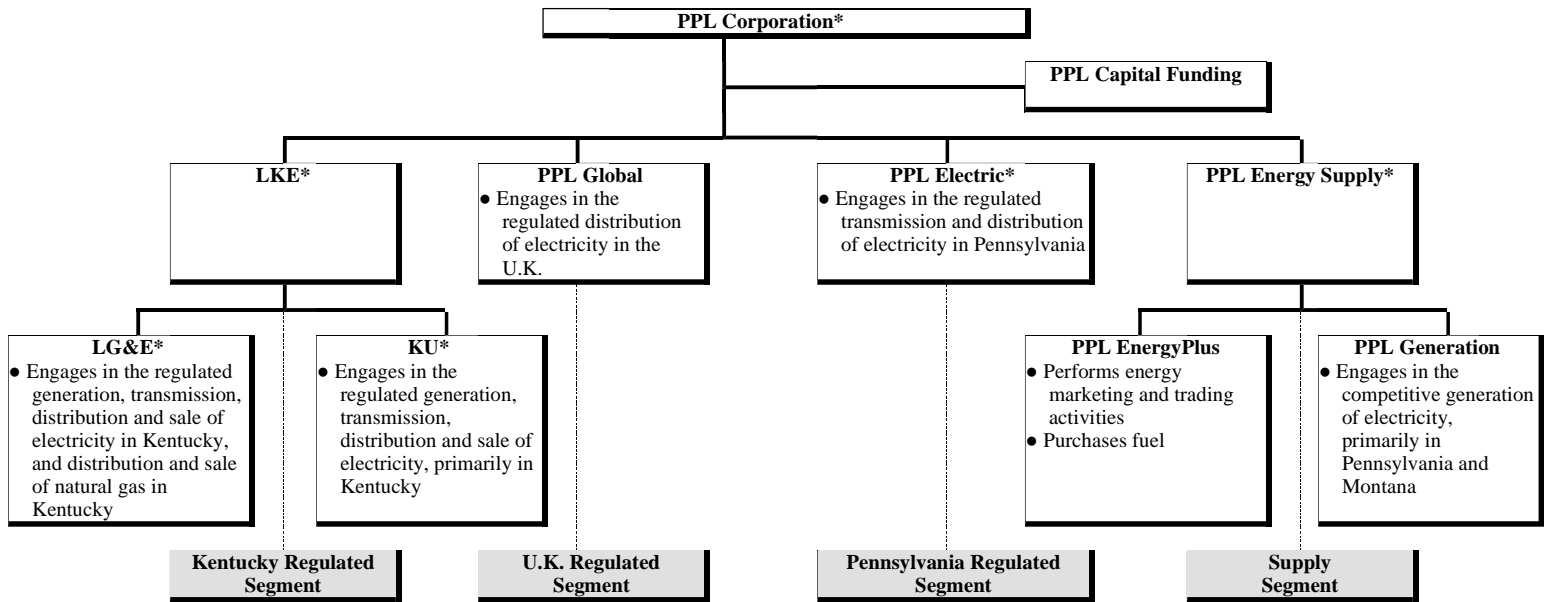 PPL Corporation*
PPL Capital Funding
LKE*
PPL Global
● Engages in the
regulated distribution
of electricity in the
U.K.
PPL Electric*
● Engages in the regulated
transmission and distribution
of electricity in Pennsylvania
PPL Energy Supply*
LG&E*
● Engages in the regulated
generation, transmission,
distribution and sale of
electricity in Kentucky,
and distribution and sale
of natural gas in
Kentucky
KU*
● Engages in the
regulated generation,
transmission,
distribution and sale of
electricity, primarily in
Kentucky
PPL EnergyPlus
● Performs energy
marketing and trading
activities
● Purchases fuel
PPL Generation
● Engages in the
competitive generation
of electricity,
primarily in
Pennsylvania and
Montana
Kentucky Regulated
Segment
U.K. Regulated
Segment
Pennsylvania Regulated
Segment
Supply
Segment